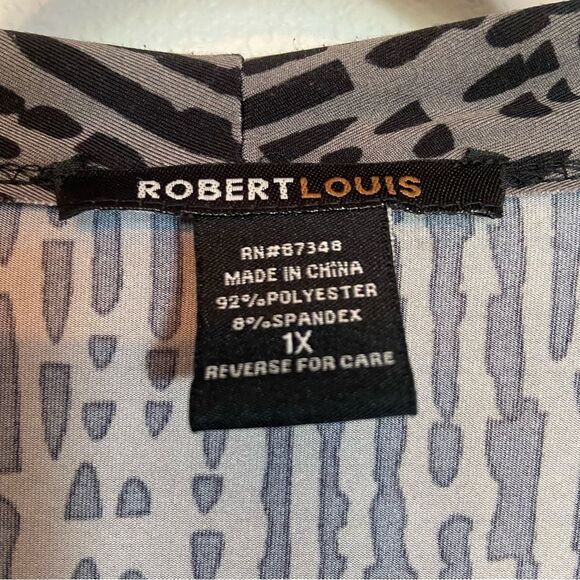 ROBERTLOUIS
RN#87348
MADE IN CHINA
92%POLYESTER
8%SPANDEX
1X
REVERSE FOR CARE